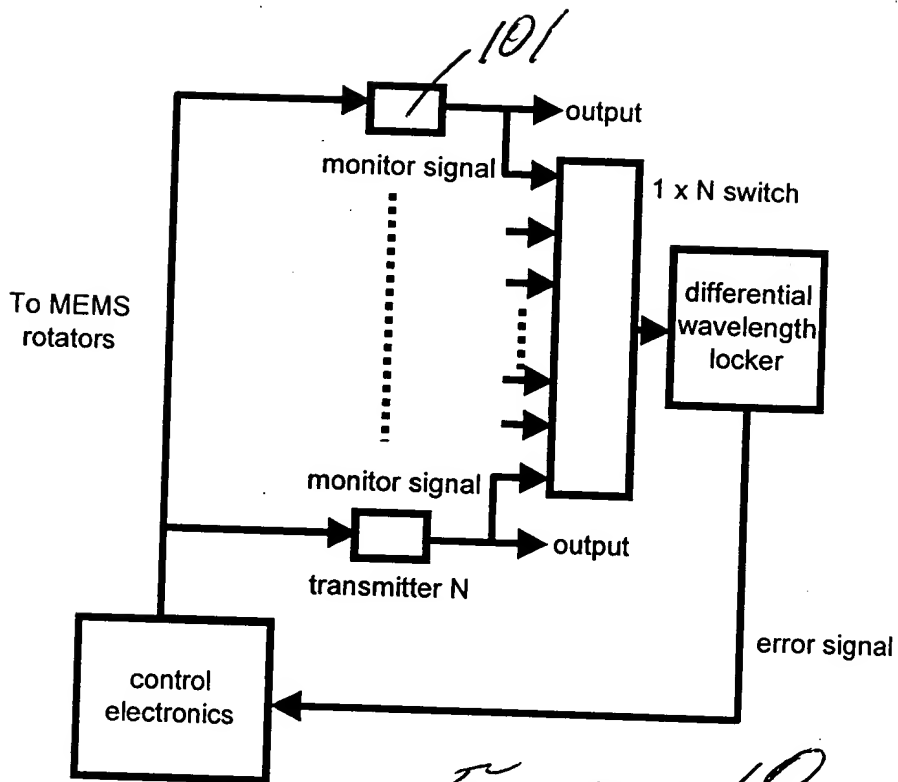 101
output
monitor signal
1 x N switch
To MEMS
rotators
differential
wavelength
locker
monitor signal
output
transmitter N
error signal
control
electronics